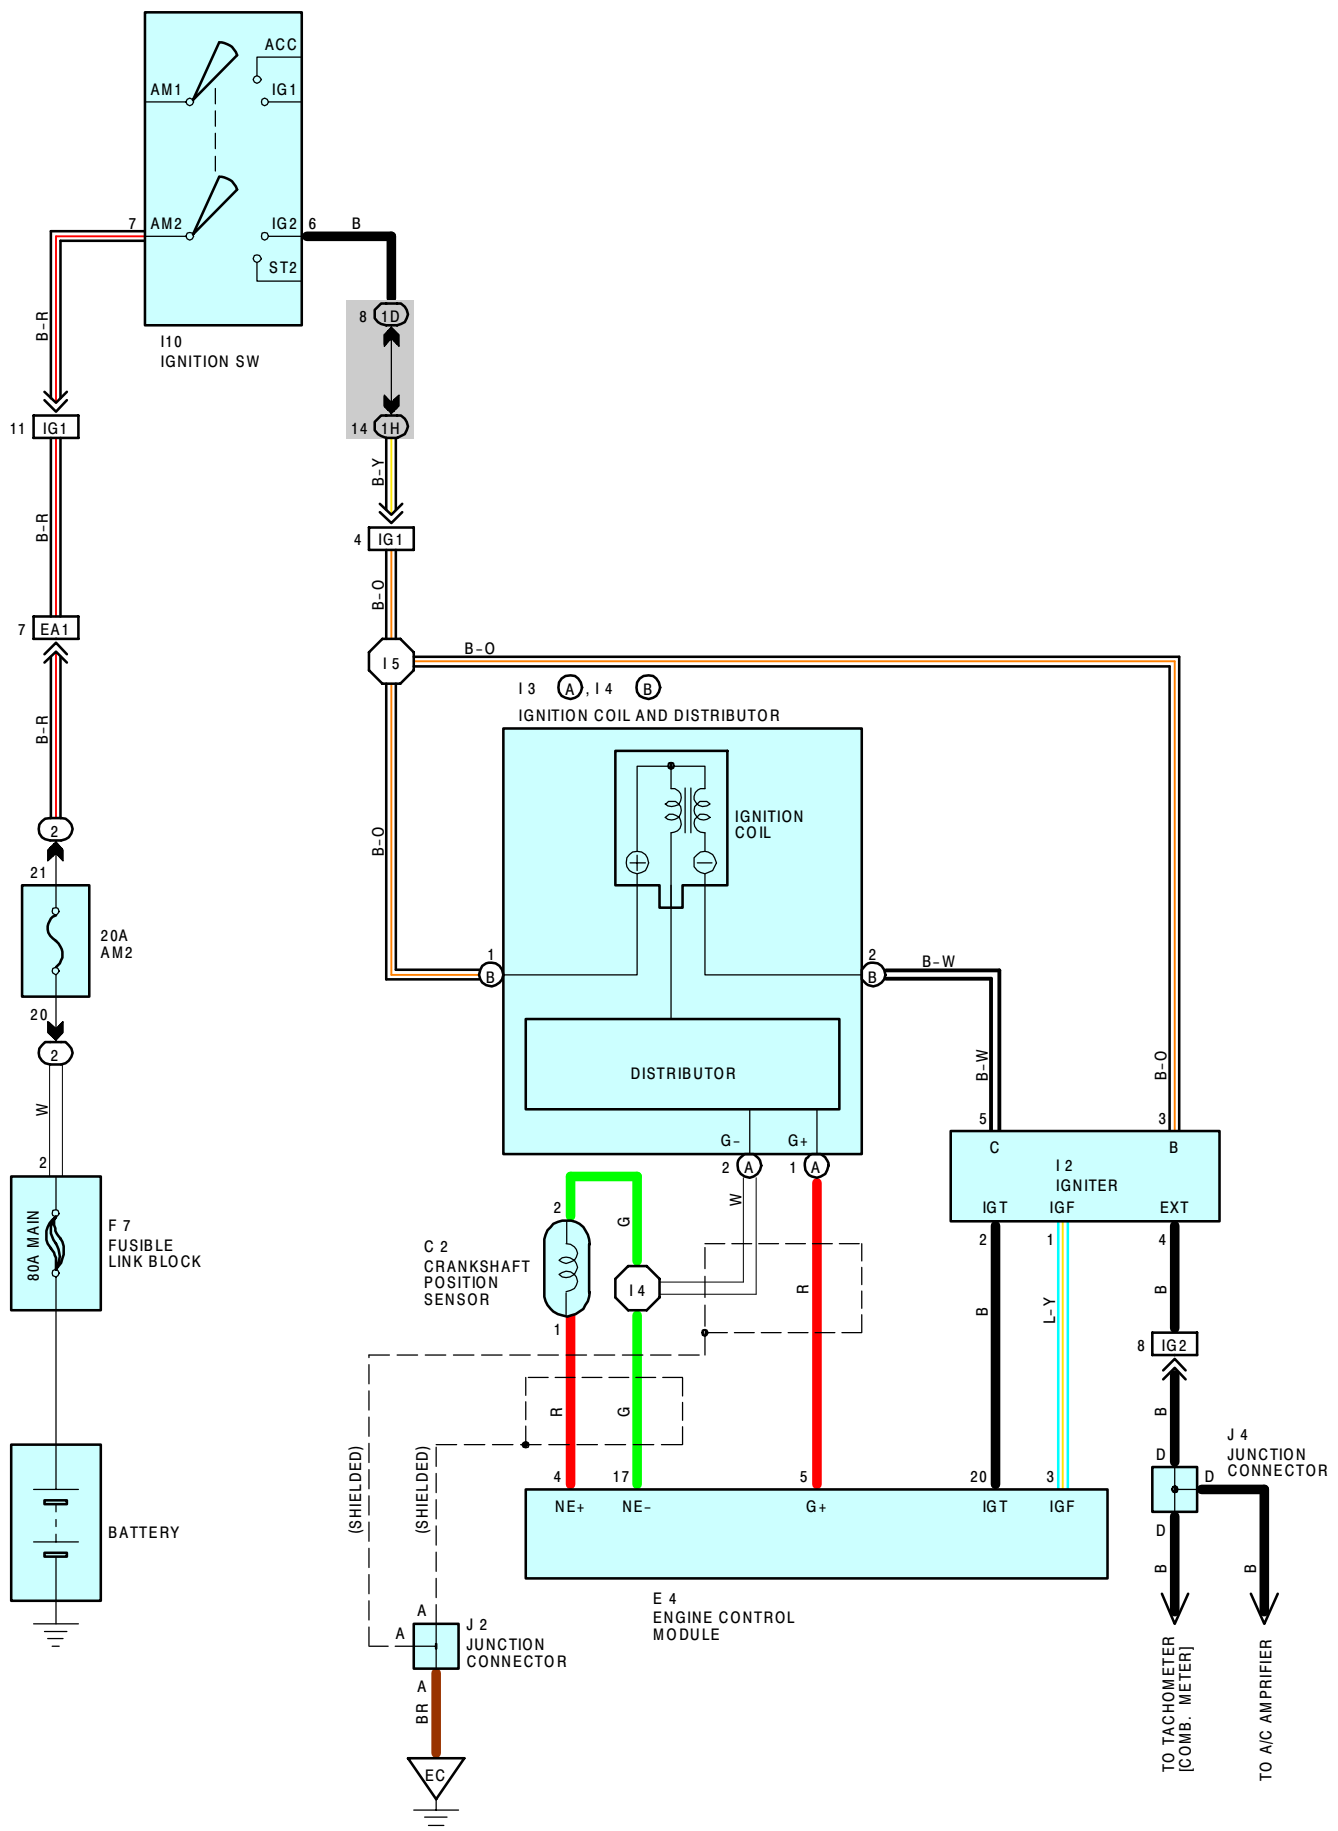 ACC
AM1
IG1
7
AM2
IG2
6
B
ST2
B-R
I10
IGNITION SW
8
1D
14
1H
11
IG1
B-Y
4
IG1
B-R
B-O
7
EA1
I5
B-O
B-R
I3 A , I4 B
IGNITION COIL AND DISTRIBUTOR
IGNITION
COIL
B-O
2
21
20A
AM2
20
2
1
B
2
B
B-W
DISTRIBUTOR
B-W
B-O
W
2
5
3
C
B
I2
IGNITER
IGT
IGF
EXT
G-
G+
2
A
1
A
80A MAIN
F7
FUSIBLE
LINK BLOCK
C2
CRANKSHAFT
POSITION
SENSOR
2
G
W
I4
1
R
2
1
4
B
L-Y
B
8
IG2
R
G
B
J4
JUNCTION
CONNECTOR
D
D
D
(SHIELDED)
(SHIELDED)
4
17
5
20
3
NE+
NE-
G+
IGT
IGF
BATTERY
E4
ENGINE CONTROL
MODULE
B
B
A
A
J2
JUNCTION
CONNECTOR
A
BR
EC
TO TACHOMETER
[COMB. METER]
TO A/C AMPRIFIER